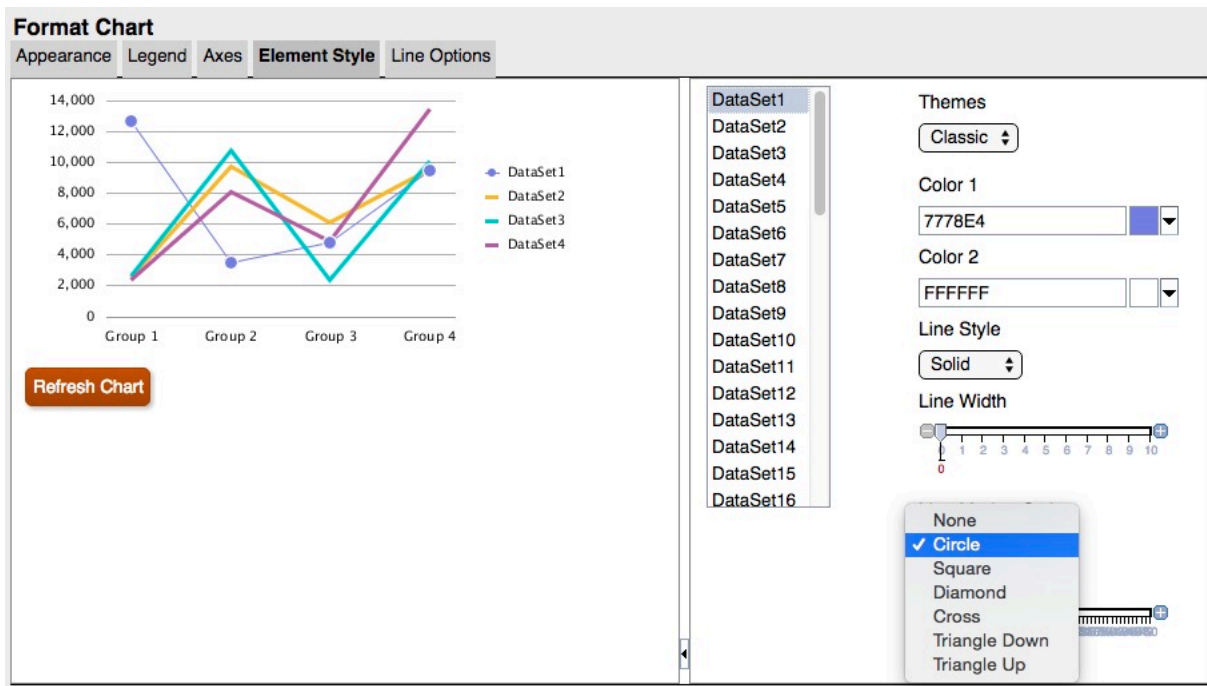 Format Chart
Appearance Legend Axes Element Style Line Options
14,000
12,000
10,000
8,000
6,000
4,000
2,000
0
Group 1 Group 2 Group 3 Group 4
DataSet1
DataSet2
DataSet3
DataSet4
Refresh Chart
DataSet1
DataSet2
DataSet3
DataSet4
DataSet5
DataSet6
DataSet7
DataSet8
DataSet9
DataSet10
DataSet11
DataSet12
DataSet13
DataSet14
DataSet15
DataSet16
Themes
Classic
Color 1
7778E4
Color 2
FFFFFF
Line Style
Solid
Line Width
0 1 2 3 4 5 6 7 8 9 10
0
None
✓ Circle
Square
Diamond
Cross
Triangle Down
Triangle Up